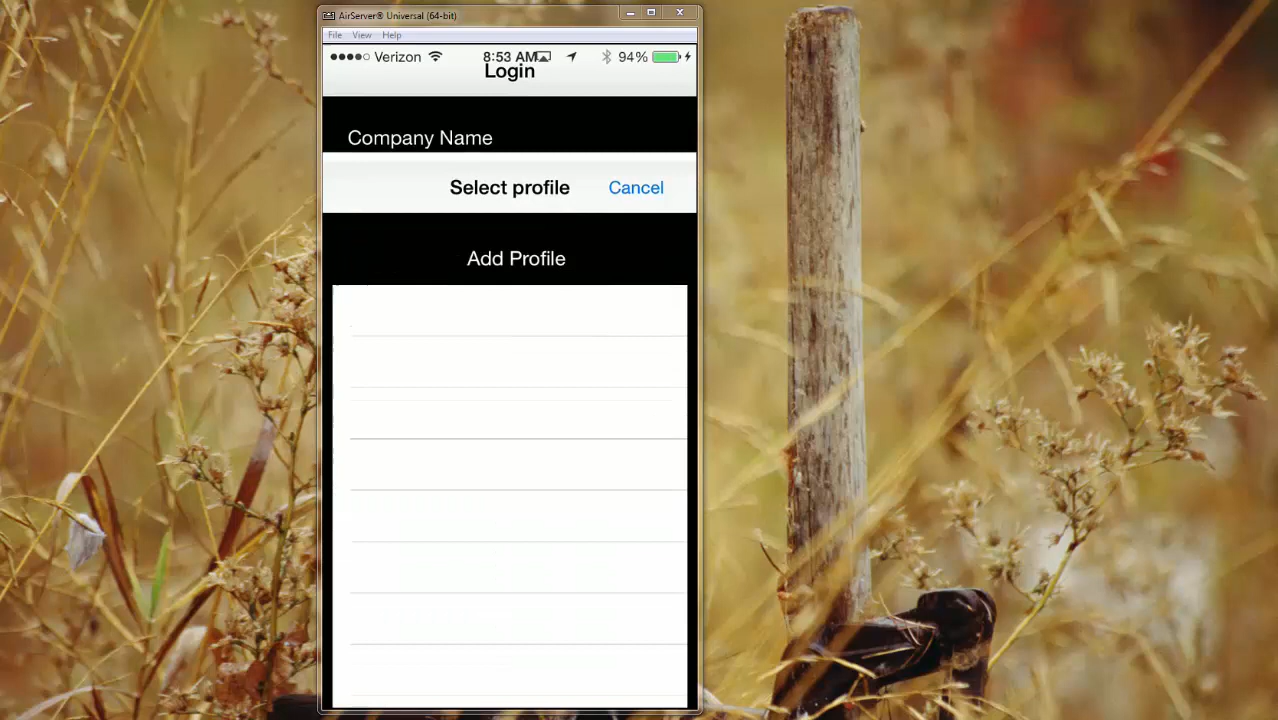 AirServer® Universal (64-bit)
File View Help
Verizon 8:53 AM 94%
Login
Company Name
Select profile Cancel
Add Profile